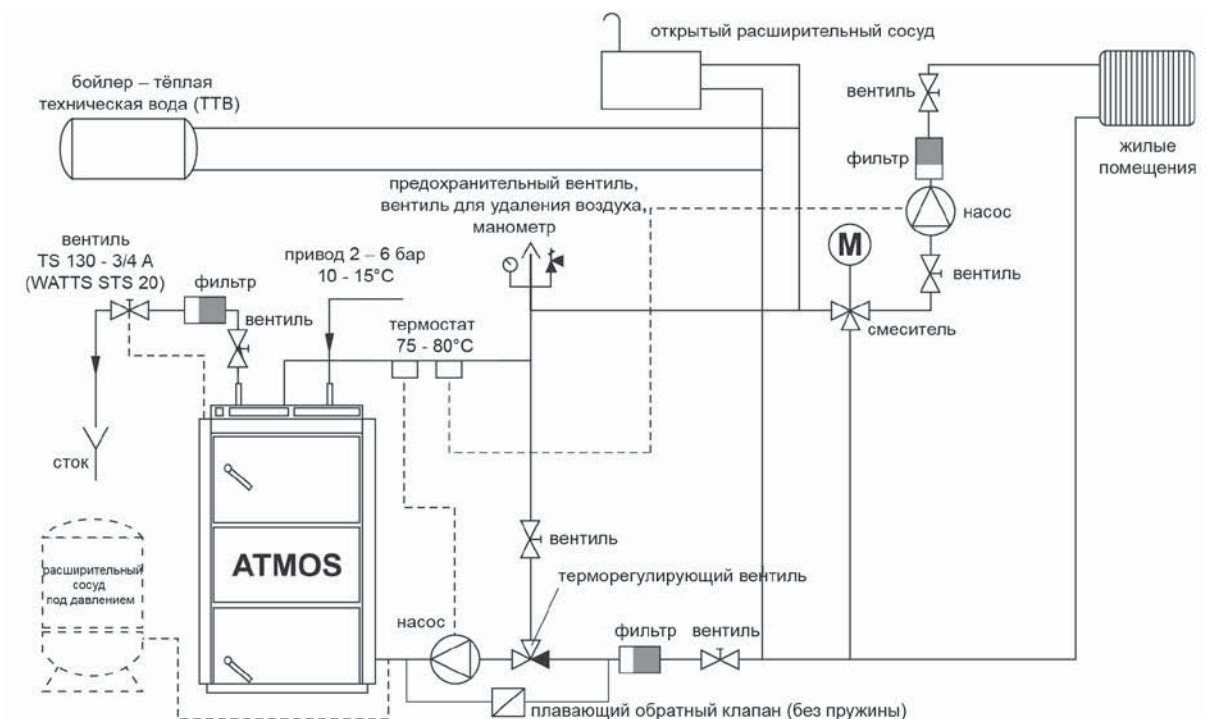 открытый расширительный сосуд
бойлер – тёплая
техническая вода (ТТВ)
вентиль
фильтр
жилые
помещения
насос
предохранительный вентиль,
вентиль для удаления воздуха,
манометр
M
вентиль
вентиль
TS 130 - 3/4 A
(WATTS STS 20)
фильтр
привод 2 – 6 бар
10 - 15°C
вентиль
термостат
75 - 80°C
смеситель
сток
вентиль
ATMOS
расширительный
сосуд
под давлением
терморегулирующий вентиль
насос
фильтр
вентиль
плавающий обратный клапан (без пружины)